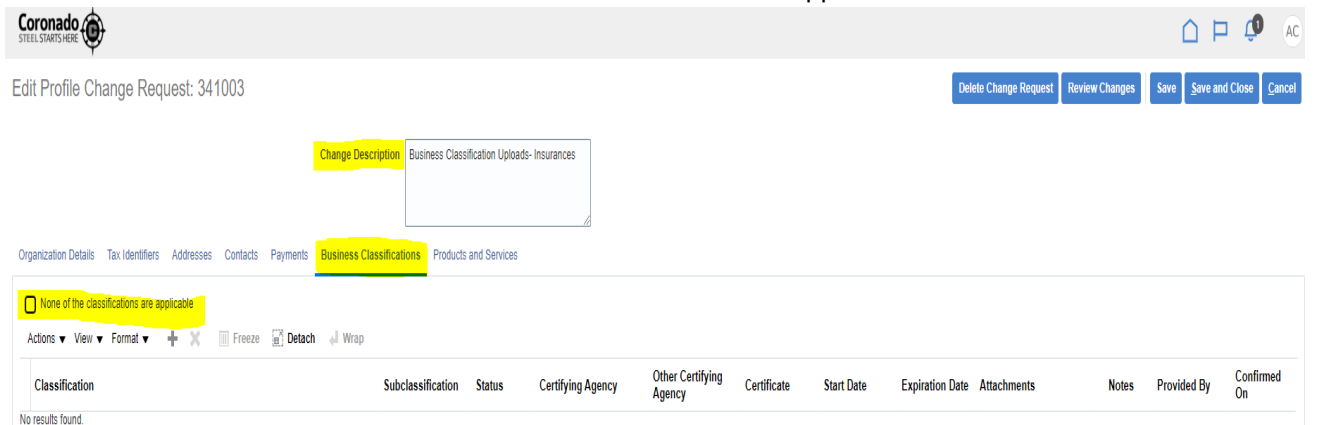 Coronado
STEEL STARTS HERE
1
AC
Edit Profile Change Request: 341003
Delete Change Request Review Changes Save Save and Close Cancel
Change Description Business Classification Uploads- Insurances
Organization Details Tax Identifiers Addresses Contacts Payments Business Classifications Products and Services
None of the classifications are applicable
Actions View Format Freeze Detach Wrap
Classification Subclassification Status Certifying Agency Other Certifying Agency Certificate Start Date Expiration Date Attachments Notes Provided By Confirmed On
No results found.